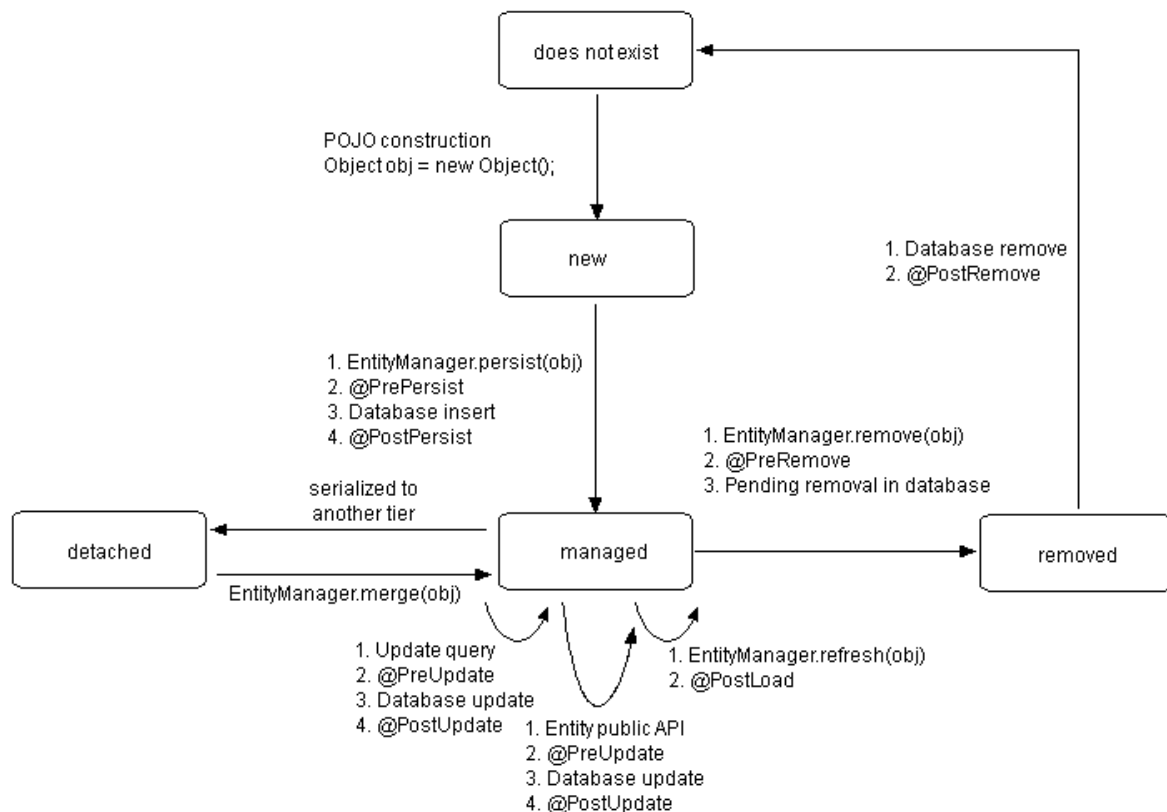 does not exist
POJO construction
Object obj = new Object();
new
1. Database remove
2. @PostRemove
1. EntityManager.persist(obj)
2. @PrePersist
3. Database insert
4. @PostPersist
1. EntityManager.remove(obj)
2. @PreRemove
3. Pending removal in database
serialized to
another tier
detached
managed
removed
EntityManager.merge(obj)
1. Update query
2. @PreUpdate
3. Database update
4. @PostUpdate
1. EntityManager.refresh(obj)
2. @PostLoad
1. Entity public API
2. @PreUpdate
3. Database update
4. @PostUpdate